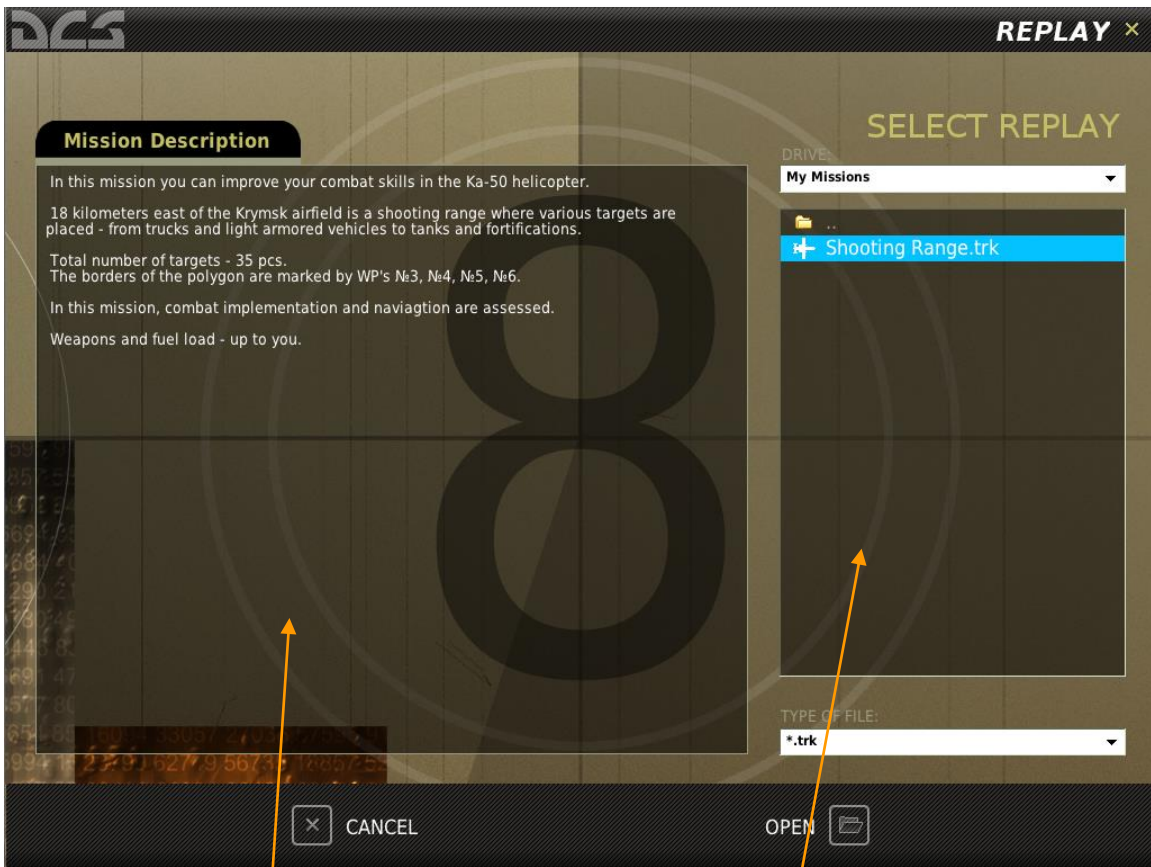 DCS
REPLAY
SELECT REPLAY
Mission Description
DRIVE:
My Missions
In this mission you can improve your combat skills in the Ka-50 helicopter.
18 kilometers east of the Krymsk airfield is a shooting range where various targets are
placed - from trucks and light armored vehicles to tanks and fortifications.
Total number of targets - 35 pcs.
The borders of the polygon are marked by WP's №3, №4, №5, №6.
In this mission, combat implementation and naviagtion are assessed.
Weapons and fuel load - up to you.
..
Shooting Range.trk
8
TYPE OF FILE:
*.trk
CANCEL
OPEN